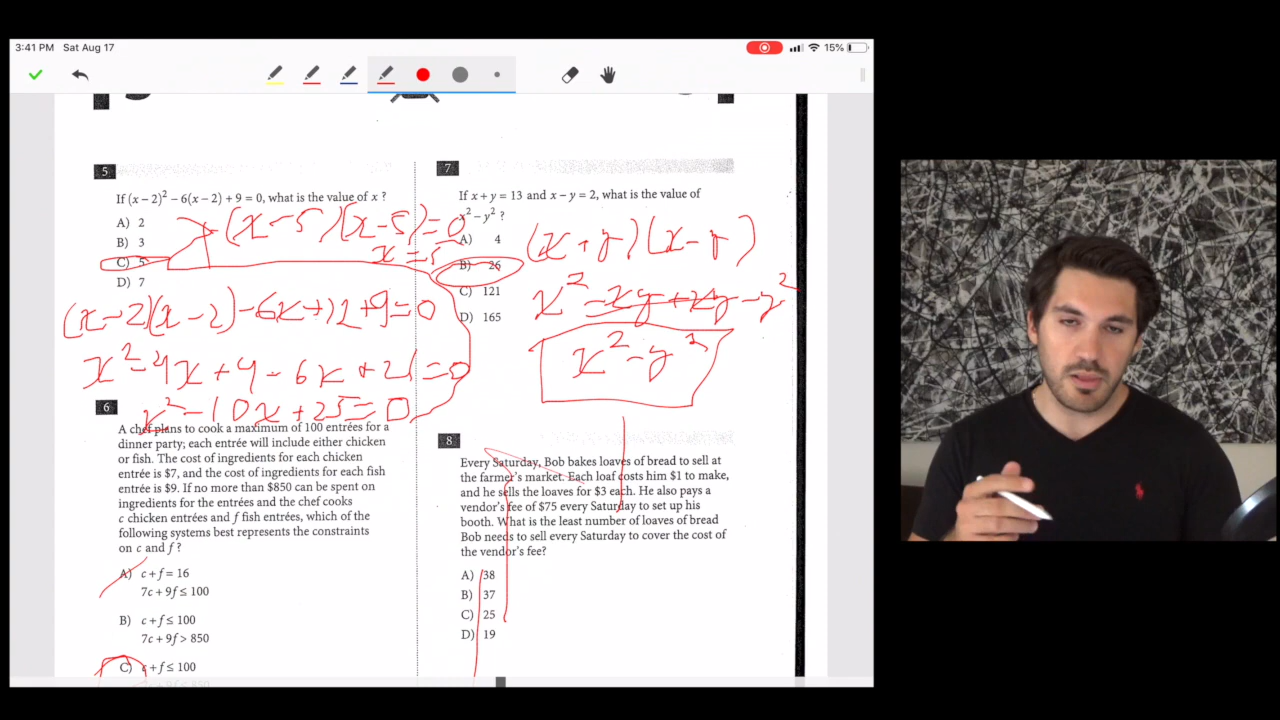 3:41 PM Sat Aug 17
15%
5
If (x – 2)² – 6(x – 2) + 9 = 0, what is the value of x ?
A) 2
B) 3
C) 5
D) 7
(x-5)(x-5)=0
x=5
(x-2)(x-2)-6x+12+9=0
x²-4x+4-6x+21=0
x²-10x+25=0
6
A chef plans to cook a maximum of 100 entrées for a
dinner party; each entrée will include either chicken
or fish. The cost of ingredients for each chicken
entrée is $7, and the cost of ingredients for each fish
entrée is $9. If no more than $850 can be spent on
ingredients for the entrées and the chef cooks
c chicken entrées and f fish entrées, which of the
following systems best represents the constraints
on c and f ?
A) c + f = 16
7c + 9f ≤ 100
B) c + f ≤ 100
7c + 9f > 850
C) c + f ≤ 100
7c + 9f ≤ 850
7
If x + y = 13 and x – y = 2, what is the value of
x² – y² ?
A) 4
B) 26
C) 121
D) 165
(x+y)(x-y)
x²-xy+xy-y²
x²-y²
8
Every Saturday, Bob bakes loaves of bread to sell at
the farmer's market. Each loaf costs him $1 to make,
and he sells the loaves for $3 each. He also pays a
vendor's fee of $75 every Saturday to set up his
booth. What is the least number of loaves of bread
Bob needs to sell every Saturday to cover the cost of
the vendor's fee?
A) 38
B) 37
C) 25
D) 19